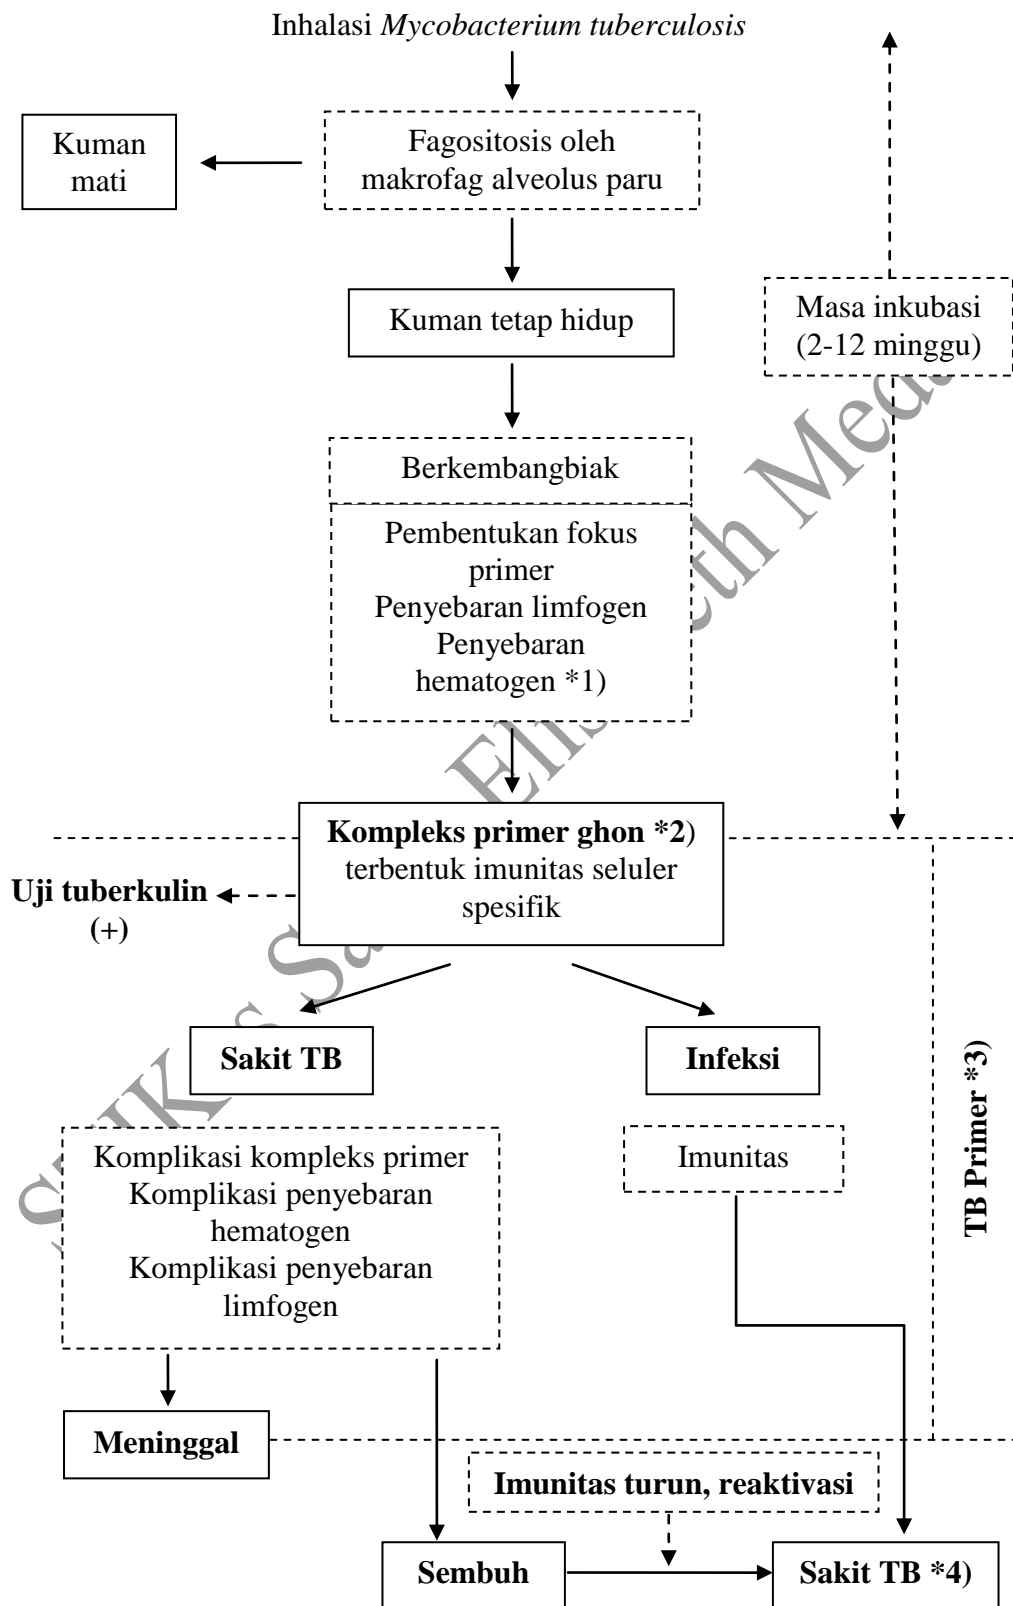 Inhalasi Mycobacterium tuberculosis
Kuman
mati
Fagositosis oleh
makrofag alveolus paru
Kuman tetap hidup
Masa inkubasi
(2-12 minggu)
Berkembangbiak
Pembentukan fokus
primer
Penyebaran limfogen
Penyebaran
hematogen *1)
Kompleks primer ghon *2)
terbentuk imunitas seluler
spesifik
Uji tuberkulin
(+)
Sakit TB
Infeksi
TB Primer *3)
Komplikasi kompleks primer
Komplikasi penyebaran
hematogen
Komplikasi penyebaran
limfogen
Imunitas
Meninggal
Imunitas turun, reaktivasi
Sembuh
Sakit TB *4)